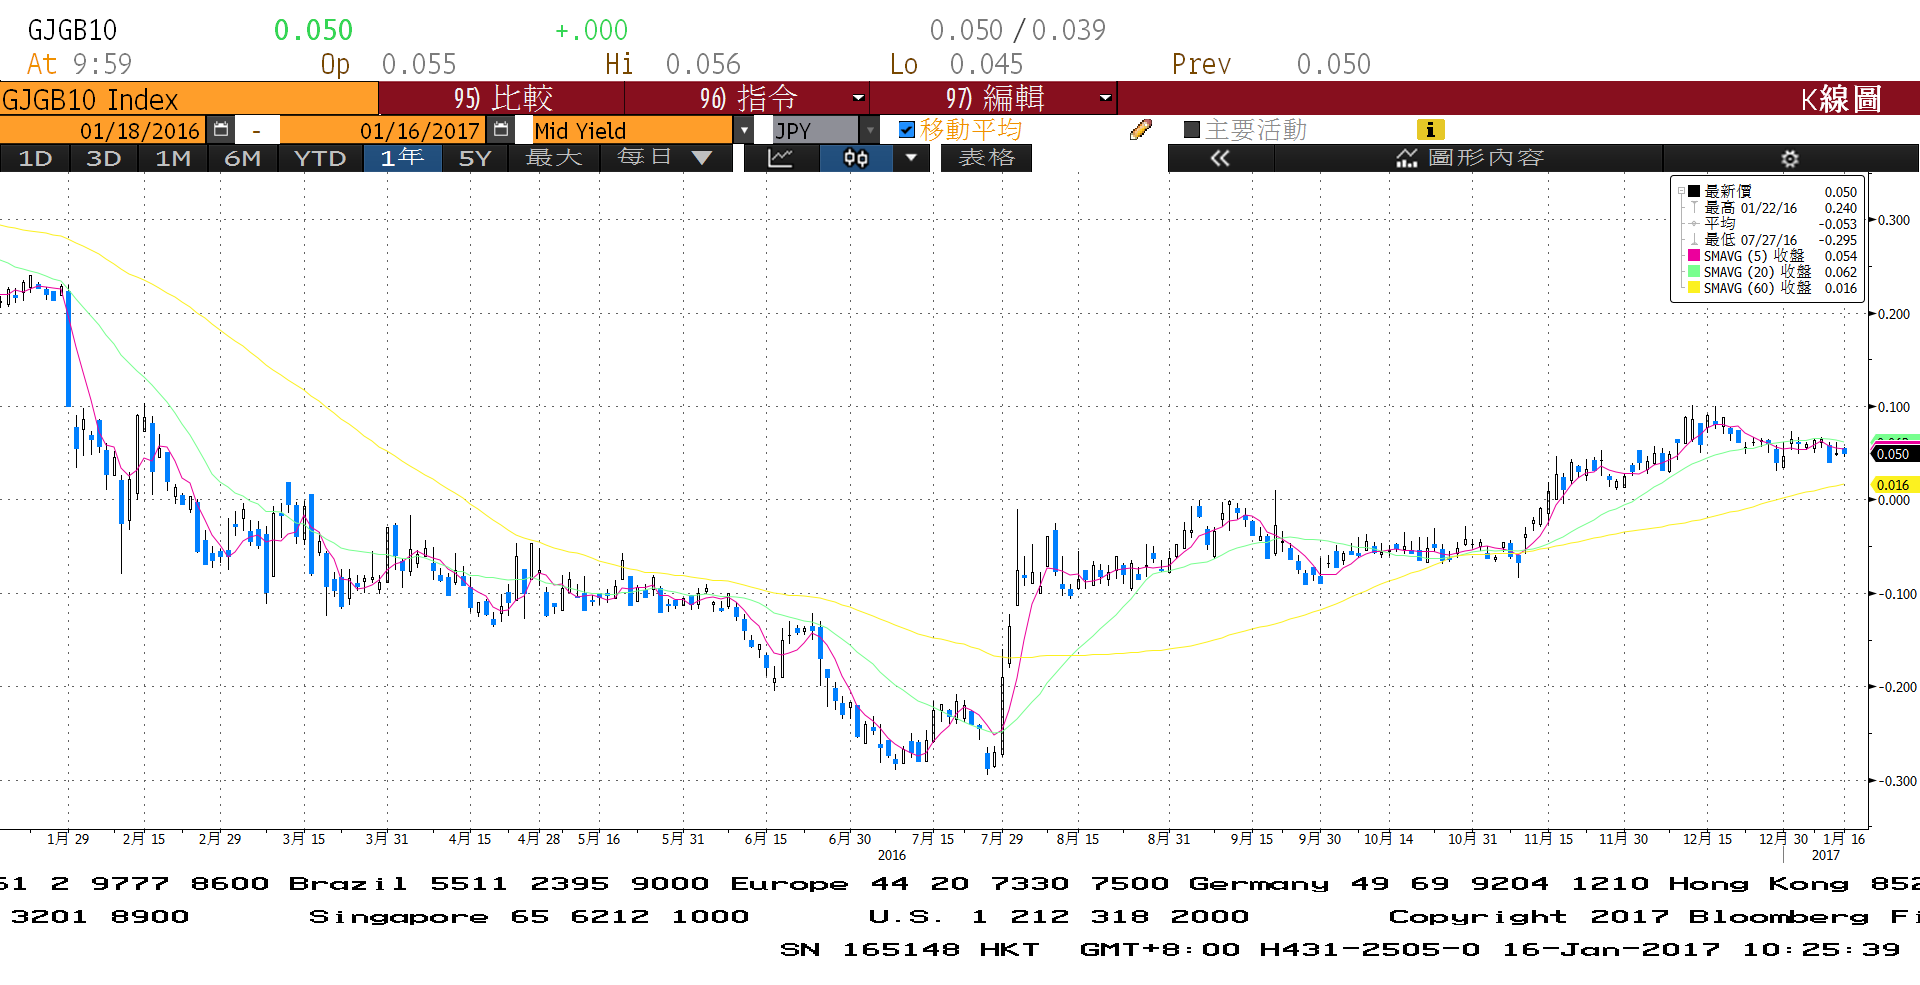 GJGB10 0.050 +.000 0.050 / 0.039
At 9:59 Op 0.055 Hi 0.056 Lo 0.045 Prev 0.050
GJGB10 Index 95) 比較 96) 指令 97) 編輯 K線圖
01/18/2016 - 01/16/2017 Mid Yield JPY 移動平均 主要活動 i
1D 3D 1M 6M YTD 1年 5Y 最大 每日 表格 « 圖形內容
最新價 0.050
最高 01/22/16 0.240
平均 -0.053
最低 07/27/16 -0.295
SMAVG (5) 收盤 0.054
SMAVG (20) 收盤 0.062
SMAVG (60) 收盤 0.016
0.300
0.200
0.100
0.050
0.016
0.000
-0.100
-0.200
-0.300
1月 29 2月 15 2月 29 3月 15 3月 31 4月 15 4月 28 5月 16 5月 31 6月 15 6月 30 7月 15 7月 29 8月 15 8月 31 9月 15 9月 30 10月 14 10月 31 11月 15 11月 30 12月 15 12月 30 1月 16
2016 2017
61 2 9777 8600 Brazil 5511 2395 9000 Europe 44 20 7330 7500 Germany 49 69 9204 1210 Hong Kong 852
3201 8900 Singapore 65 6212 1000 U.S. 1 212 318 2000 Copyright 2017 Bloomberg Fi
SN 165148 HKT GMT+8:00 H431-2505-0 16-Jan-2017 10:25:39